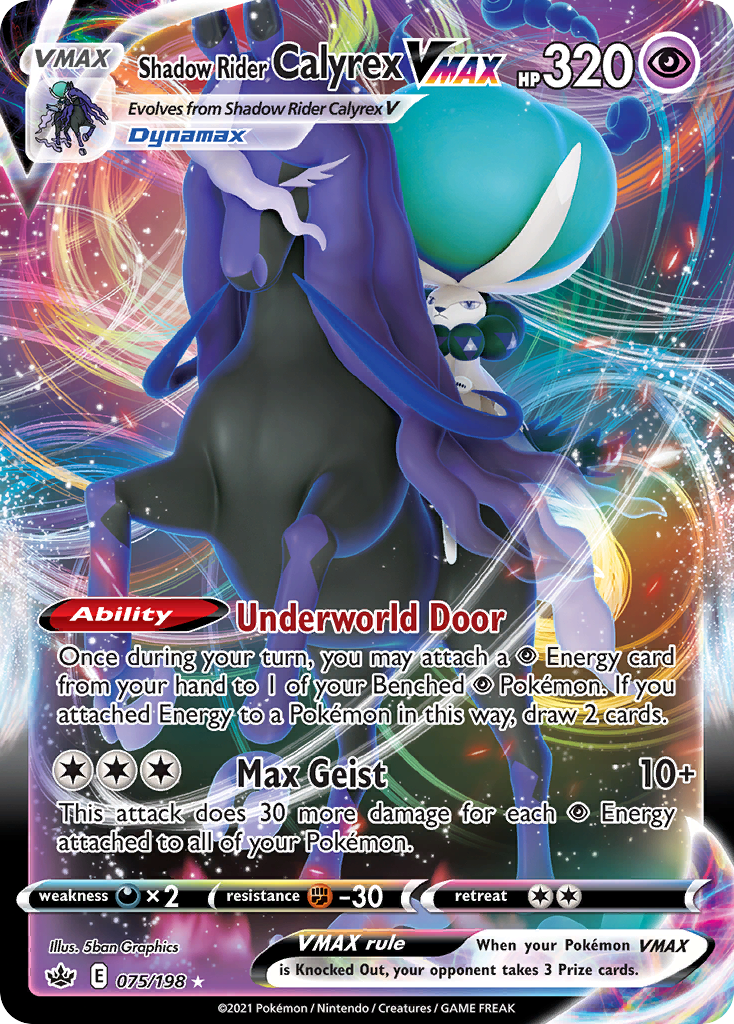 VMAX
Shadow Rider Calyrex VMAX HP 320
Evolves from Shadow Rider Calyrex V
Dynamax
Ability Underworld Door
Once during your turn, you may attach a Energy card
from your hand to 1 of your Benched Pokémon. If you
attached Energy to a Pokémon in this way, draw 2 cards.
Max Geist 10+
This attack does 30 more damage for each Energy
attached to all of your Pokémon.
weakness ×2 resistance -30 retreat
Illus. 5ban Graphics
VMAX rule When your Pokémon VMAX
is Knocked Out, your opponent takes 3 Prize cards.
E 075/198 ★
©2021 Pokémon / Nintendo / Creatures / GAME FREAK